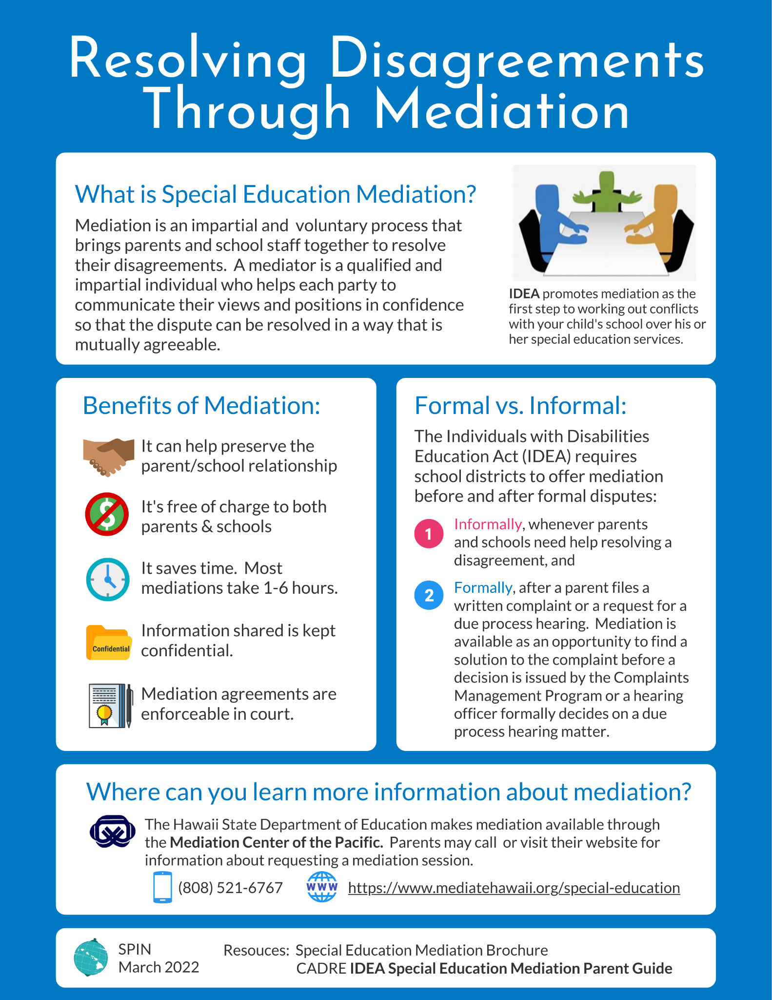 Resolving Disagreements
Through Mediation
What is Special Education Mediation?
Mediation is an impartial and  voluntary process that
brings parents and school staff together to resolve
their disagreements.  A mediator is a qualified and
impartial individual who helps each party to
communicate their views and positions in confidence
so that the dispute can be resolved in a way that is
mutually agreeable.
IDEA promotes mediation as the
first step to working out conflicts
with your child's school over his or
her special education services.
Benefits of Mediation:
It can help preserve the
parent/school relationship
$
It's free of charge to both
parents & schools
It saves time.  Most
mediations take 1-6 hours.
Confidential
Information shared is kept
confidential.
Mediation agreements are
enforceable in court.
Formal vs. Informal:
The Individuals with Disabilities
Education Act (IDEA) requires
school districts to offer mediation
before and after formal disputes:
1
Informally, whenever parents
and schools need help resolving a
disagreement, and
2
Formally, after a parent files a
written complaint or a request for a
due process hearing.  Mediation is
available as an opportunity to find a
solution to the complaint before a
decision is issued by the Complaints
Management Program or a hearing
officer formally decides on a due
process hearing matter.
Where can you learn more information about mediation?
The Hawaii State Department of Education makes mediation available through
the Mediation Center of the Pacific.  Parents may call  or visit their website for
information about requesting a mediation session.
(808) 521-6767
WWW
https://www.mediatehawaii.org/special-education
SPIN
March 2022
Resouces:  Special Education Mediation Brochure
CADRE IDEA Special Education Mediation Parent Guide